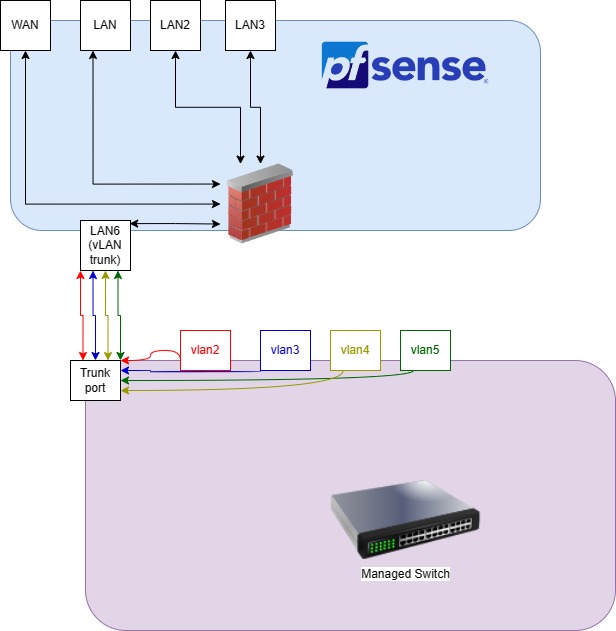 WAN
LAN
LAN2
LAN3
pfsense
LAN6
(vLAN
trunk)
vlan2
vlan3
vlan4
vlan5
Trunk
port
Managed Switch